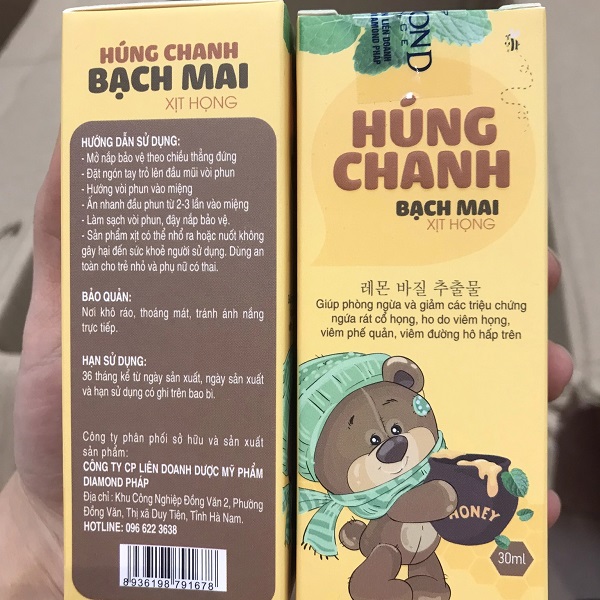 HÚNG CHANH
BẠCH MAI
XỊT HỌNG
HƯỚNG DẪN SỬ DỤNG:
- Mở nắp bảo vệ theo chiều thẳng đứng
- Đặt ngón tay trỏ lên đầu mũi vòi phun
- Hướng vòi phun vào miệng
- Ấn nhanh đầu phun từ 2-3 lần vào miệng
- Làm sạch vòi phun, đậy nắp bảo vệ.
- Sản phẩm xịt có thể nhổ ra hoặc nuốt không
gây hại đến sức khoẻ người sử dụng. Dùng an
toàn cho trẻ nhỏ và phụ nữ có thai.
BẢO QUẢN:
Nơi khô ráo, thoáng mát, tránh ánh nắng
trực tiếp.
HẠN SỬ DỤNG:
36 tháng kể từ ngày sản xuất, ngày sản xuất
và hạn sử dụng có ghi trên bao bì.
Công ty phân phối sở hữu và sản xuất
sản phẩm:
CÔNG TY CP LIÊN DOANH DƯỢC MỸ PHẨM
DIAMOND PHÁP
Địa chỉ : Khu Công Nghiệp Đồng Văn 2, Phường
Đồng Văn, Thị xã Duy Tiên, Tỉnh Hà Nam.
HOTLINE: 096 622 3638
8936198791678
OND
CE
LIÊN DOANH
DIAMOND PHÁP
HÚNG
CHANH
BẠCH MAI
XỊT HỌNG
레몬 바질 추출물
Giúp phòng ngừa và giảm các triệu chứng
ngứa rát cổ họng, ho do viêm họng,
viêm phế quản, viêm đường hô hấp trên
HONEY
30ml